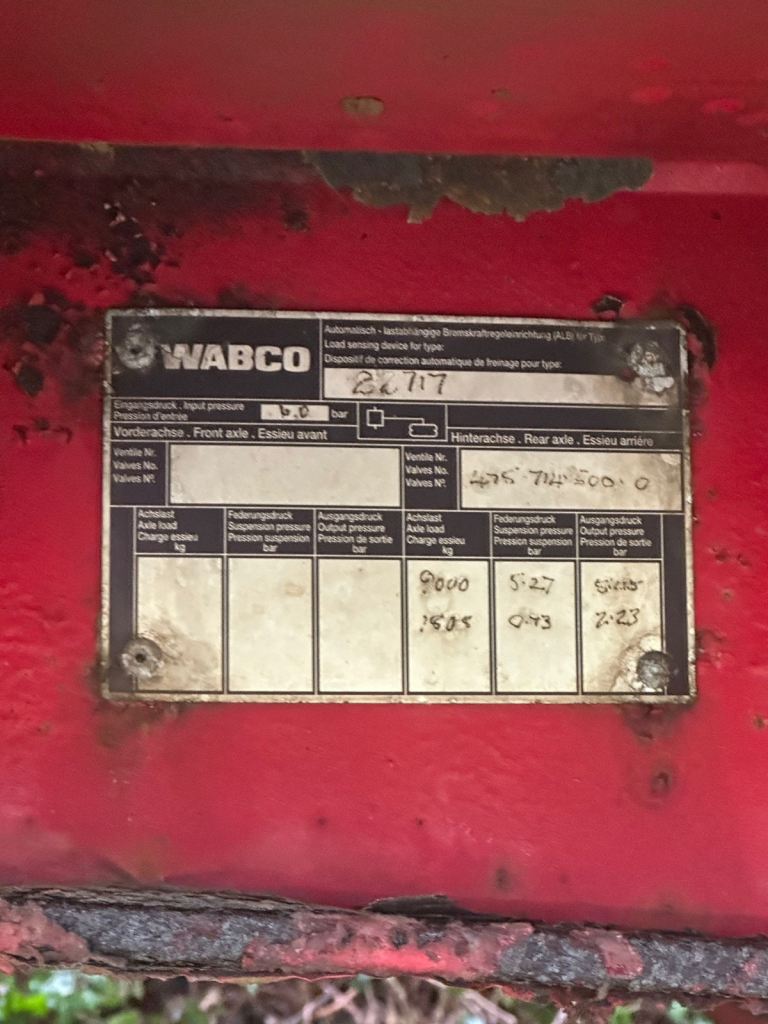 WABCO
Automatisch - lastabhängige Bremskraftregeleinrichtung (ALB) für Typ:
Load sensing device for type:
Dispositif de correction automatique de freinage pour type:
Eingangsdruck . Input pressure
Pression d'entrée
6.0 bar
Vorderachse . Front axle . Essieu avant
Hinterachse . Rear axle . Essieu arrière
Ventile Nr.
Valves No.
Valves Nº.
Ventile Nr.
Valves No.
Valves Nº.
475 714 500 0
Achslast
Axle load
Charge essieu
kg
Federungsdruck
Suspension pressure
Pression suspension
bar
Ausgangsdruck
Output pressure
Pression de sortie
bar
Achslast
Axle load
Charge essieu
kg
Federungsdruck
Suspension pressure
Pression suspension
bar
Ausgangsdruck
Output pressure
Pression de sortie
bar
9000 5.27
2.23